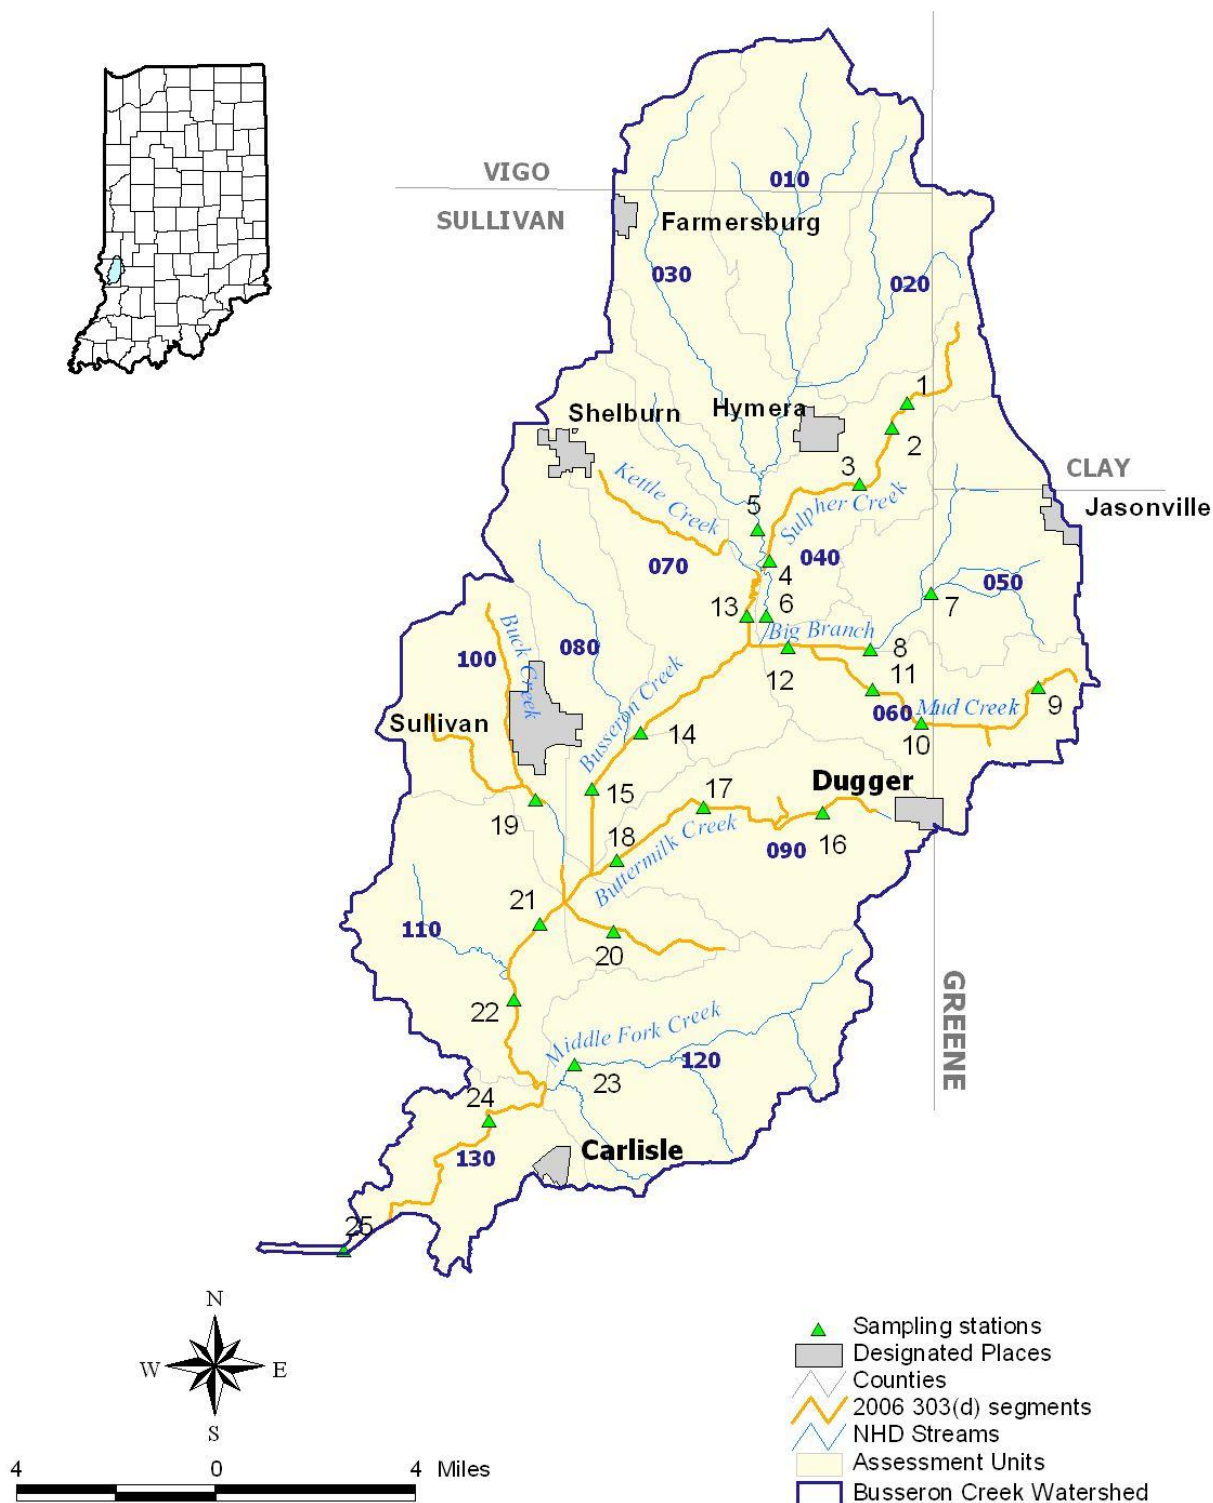 VIGO
010
SULLIVAN
Farmersburg
030
020
1
Shelburn
Hymera
2
3
CLAY
Kettle Creek
Jasonville
5
Sulpher Creek
070
040
4
050
13
6
7
Big Branch
Buck Creek
080
8
100
12
11
060
Mud Creek
9
Sullivan
Busseron Creek
14
10
Dugger
15
17
19
18
16
Buttermilk Creek
090
21
110
20
22
GREENE
Middle Fork Creek
120
23
24
Carlisle
130
25
N
W
E
S
4
0
4
Miles
Sampling stations
Designated Places
Counties
2006 303(d) segments
NHD Streams
Assessment Units
Busseron Creek Watershed